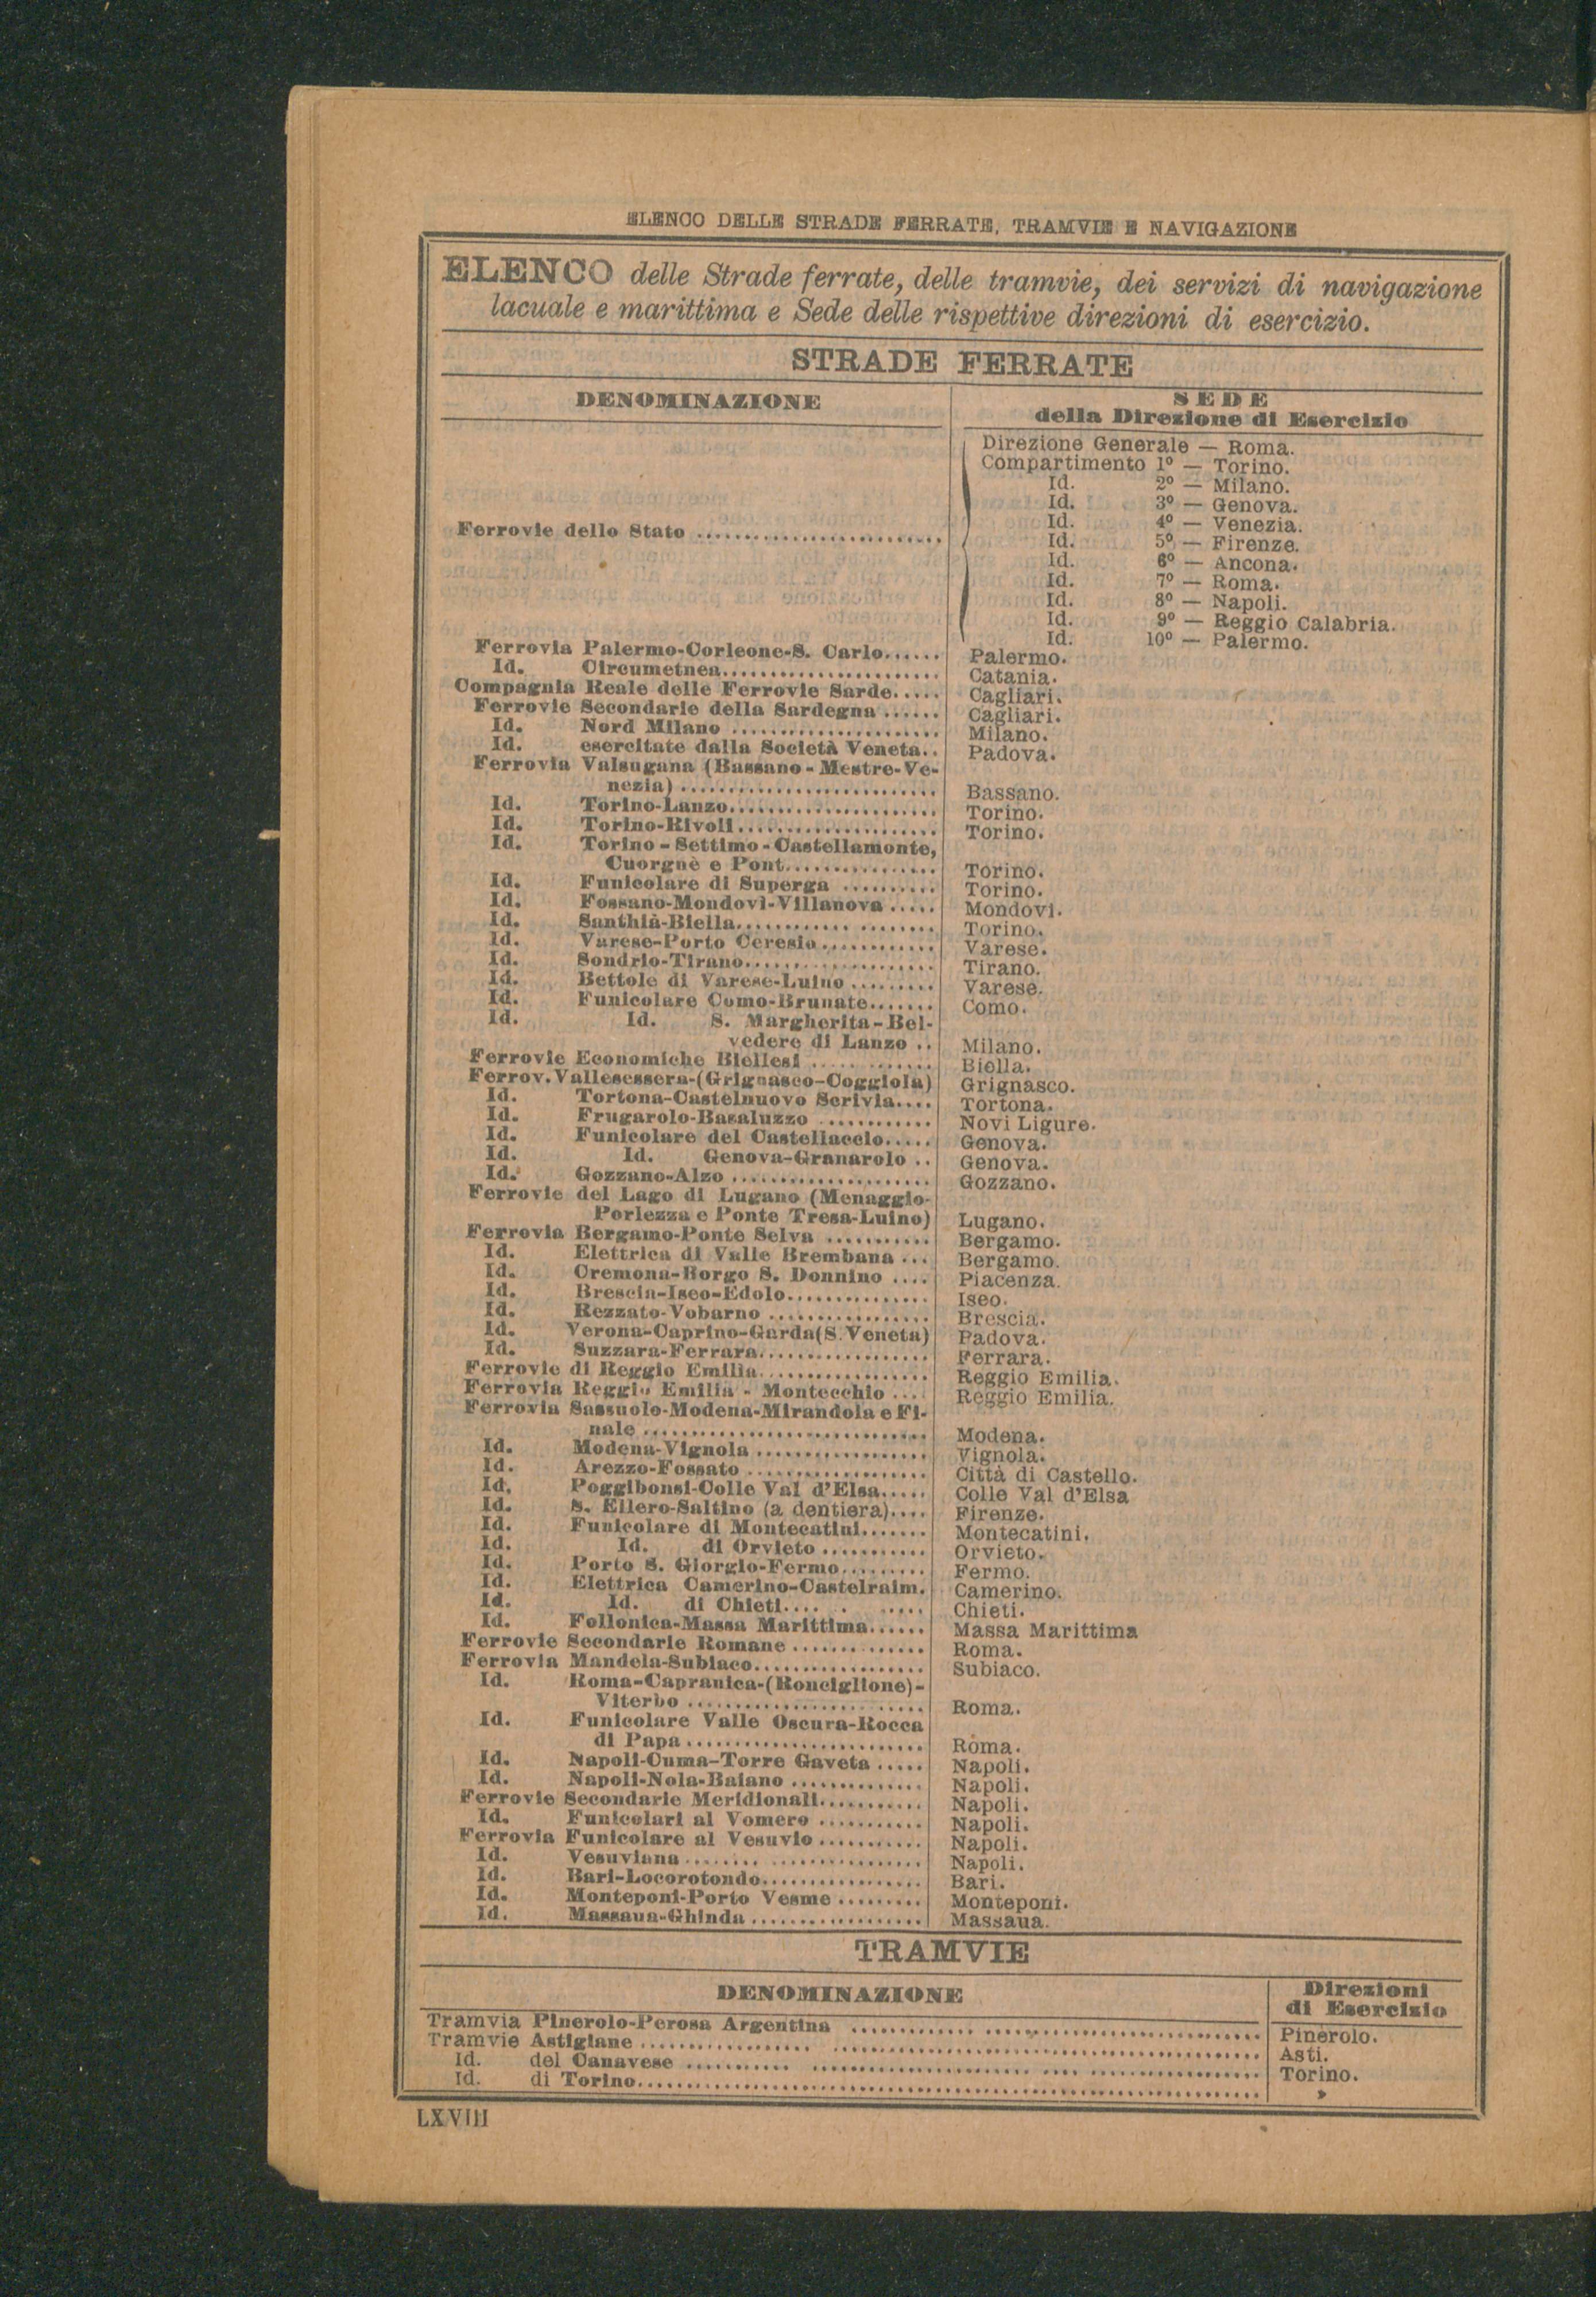 ELENCO DELLE STRADE FERRATE, TRAMVIE E NAVIGAZIONE
ELENCO delle Strade ferrate, delle tramvie, dei servizi di navigazione
lacuale e marittima e Sede delle rispettive direzioni di esercizio.
STRADE FERRATE
DENOMINAZIONE
SEDE
della Direzione di Esercizio
Direzione Generale — Roma.
Compartimento 1º — Torino.
Id. 2º — Milano.
Id. 3º — Genova.
Id. 4º — Venezia.
Ferrovie dello Stato ..........................
Id. 5º — Firenze.
Id. 6º — Ancona.
Id. 7º — Roma.
Id. 8º — Napoli.
Id. 9º — Reggio Calabria.
Id. 10º — Palermo.
Ferrovia Palermo-Corleone-S. Carlo...... Palermo.
Id. Circumetnea....................... Catania.
Compagnia Reale delle Ferrovie Sarde..... Cagliari.
Ferrovie Secondarie della Sardegna ...... Cagliari.
Id. Nord Milano ...................... Milano.
Id. esercitate dalla Società Veneta.. Padova.
Ferrovia Valsugana (Bassano-Mestre-Ve-
nezia) ........................... Bassano.
Id. Torino-Lanzo...................... Torino.
Id. Torino-Rivoli..................... Torino.
Id. Torino-Settimo-Castellamonte,
Cuorgnè e Pont................ Torino.
Id. Funicolare di Superga .......... Torino.
Id. Fossano-Mondovì-Villanova ..... Mondovì.
Id. Santhià-Biella............ ........ Torino.
Id. Varese-Porto Ceresio............ Varese.
Id. Sondrio-Tirano.................... Tirano.
Id. Bettole di Varese-Luino ......... Varese.
Id. Funicolare Como-Brunate....... Como.
Id. Id. S. Margherita-Bel-
vedere di Lanzo .. Milano.
Ferrovie Economiche Biellesi ............. Biella.
Ferrov. Vallesessera-(Grignasco-Coggiola) Grignasco.
Id. Tortona-Castelnuovo Scrivia.... Tortona.
Id. Frugarolo-Basaluzzo ............ Novi Ligure.
Id. Funicolare del Castellaccio..... Genova.
Id. Id. Genova-Granarolo .. Genova.
Id. Gozzano-Alzo ..................... Gozzano.
Ferrovie del Lago di Lugano (Menaggio-
Porlezza e Ponte Tresa-Luino) Lugano.
Ferrovia Bergamo-Ponte Selva ........... Bergamo.
Id. Elettrica di Valle Brembana ... Bergamo.
Id. Cremona-Borgo S. Donnino .... Piacenza.
Id. Brescia-Iseo-Edolo............... Iseo.
Id. Rezzato-Vobarno ................. Brescia.
Id. Verona-Caprino-Garda(S. Veneta) Padova.
Id. Suzzara-Ferrara.................. Ferrara.
Ferrovie di Reggio Emilia.................. Reggio Emilia.
Ferrovia Reggio Emilia - Montecchio .... Reggio Emilia.
Ferrovia Sassuolo-Modena-Mirandola e Fi-
nale ............................. Modena.
Id. Modena-Vignola .................. Vignola.
Id. Arezzo-Fossato ................... Città di Castello.
Id. Poggibonsi-Colle Val d'Elsa..... Colle Val d'Elsa
Id. S. Ellero-Saltino (a dentiera).... Firenze.
Id. Funicolare di Montecatini....... Montecatini.
Id. Id. di Orvieto ........... Orvieto.
Id. Porto S. Giorgio-Fermo......... Fermo.
Id. Elettrica Camerino-Castelraim. Camerino.
Id. Id. di Chieti.... . ..... Chieti.
Id. Follonica-Massa Marittima...... Massa Marittima
Ferrovie Secondarie Romane .............. Roma.
Ferrovia Mandela-Subiaco.................. Subiaco.
Id. Roma-Capranica-(Ronciglione)-
Viterbo ......................... Roma.
Id. Funicolare Valle Oscura-Rocca
di Papa ......................... Roma.
Id. Napoli-Cuma-Torre Gaveta ..... Napoli.
Id. Napoli-Nola-Baiano .............. Napoli.
Ferrovie Secondarie Meridionali........... Napoli.
Id. Funicolari al Vomero ........... Napoli.
Ferrovia Funicolare al Vesuvio ........... Napoli.
Id. Vesuviana ........ ................ Napoli.
Id. Bari-Locorotondo................. Bari.
Id. Monteponi-Porto Vesme ......... Monteponi.
Id. Massaua-Ghinda .................. Massaua.
TRAMVIE
DENOMINAZIONE
Direzioni
di Esercizio
Tramvia Pinerolo-Perosa Argentina ............. ............................. Pinerolo.
Tramvie Astigiane .................. ............................................ Asti.
Id. del Canavese ........... ....................... .... .................. Torino.
Id. di Torino................................................................. »
LXVIII